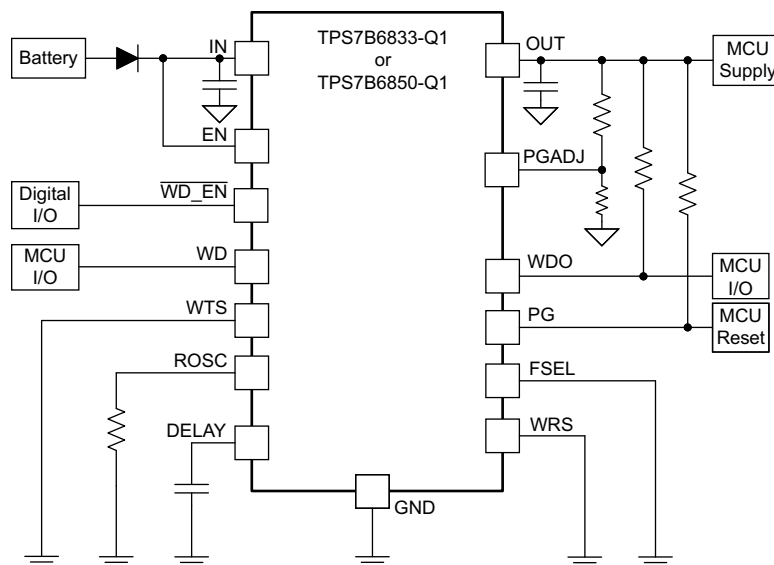 TPS7B6833-Q1
or
TPS7B6850-Q1
Battery
IN
EN
Digital
I/O
WD_EN
MCU
I/O
WD
WTS
ROSC
DELAY
GND
OUT
MCU
Supply
PGADJ
WDO
MCU
I/O
PG
MCU
Reset
FSEL
WRS